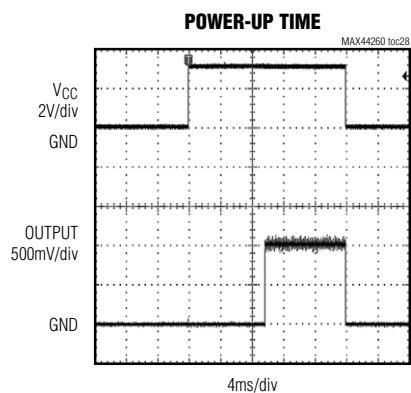 POWER-UP TIME
MAX44260 toc28
VCC
2V/div
GND
OUTPUT
500mV/div
GND
4ms/div